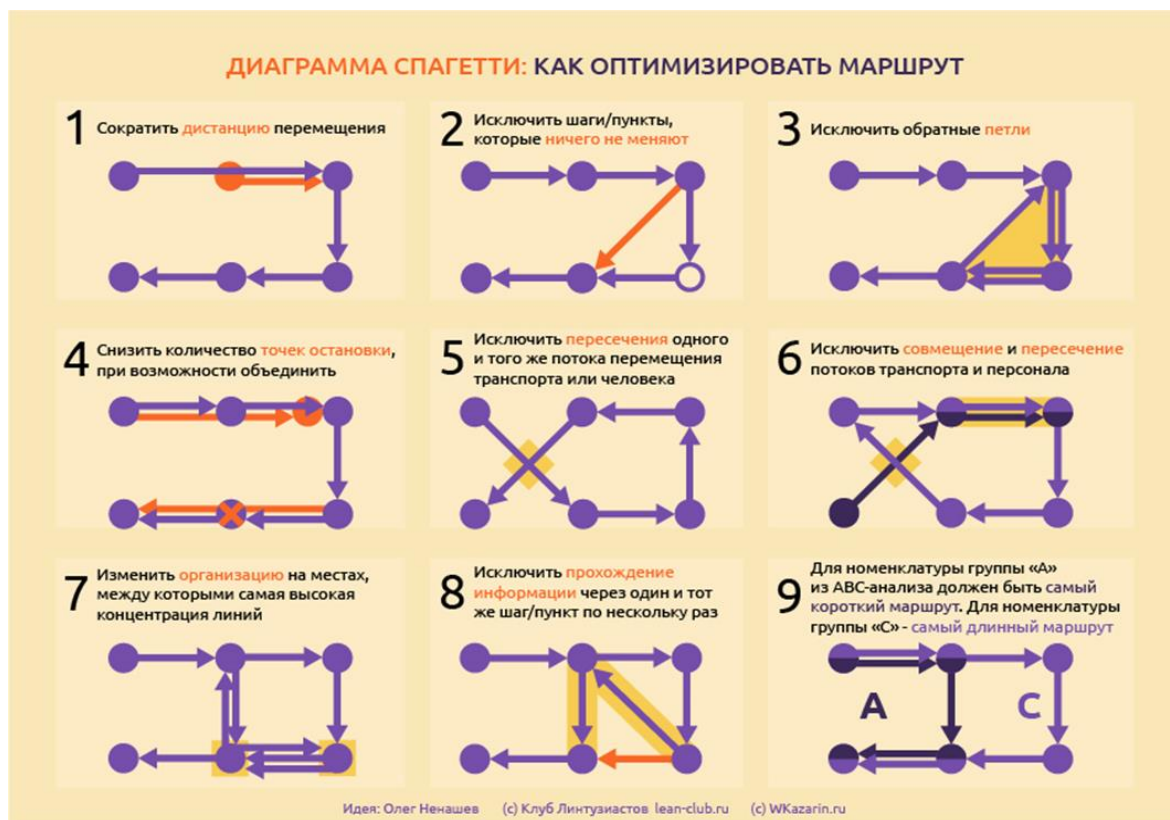 ДИАГРАММА СПАГЕТТИ: КАК ОПТИМИЗИРОВАТЬ МАРШРУТ
1 Сократить дистанцию перемещения
2 Исключить шаги/пункты,
которые ничего не меняют
3 Исключить обратные петли
4 Снизить количество точек остановки,
при возможности объединить
5 Исключить пересечения одного
и того же потока перемещения
транспорта или человека
6 Исключить совмещение и пересечение
потоков транспорта и персонала
7 Изменить организацию на местах,
между которыми самая высокая
концентрация линий
8 Исключить прохождение
информации через один и тот
же шаг/пункт по нескольку раз
9 Для номенклатуры группы «А»
из АВС-анализа должен быть самый
короткий маршрут. Для номенклатуры
группы «С» - самый длинный маршрут
А
С
Идея: Олег Ненашев (с) Клуб Линтузиастов lean-club.ru (с) WKazarin.ru